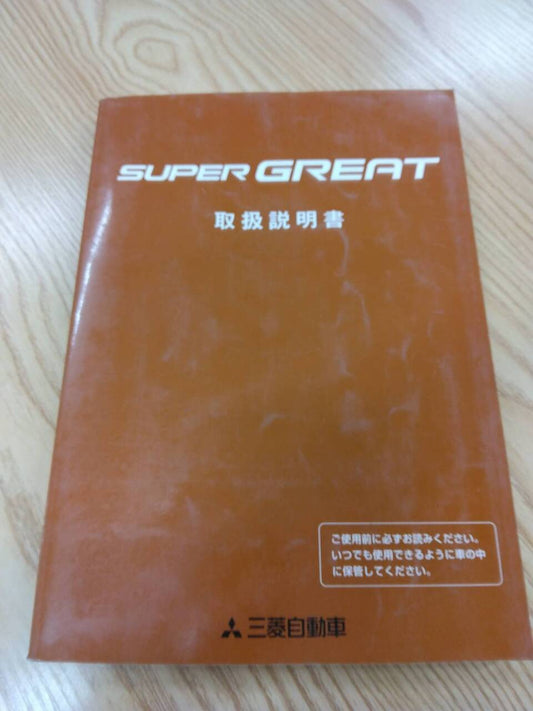 SUPER GREAT
取扱説明書
ご使用前に必ずお読みください。
いつでも使用できるように車の中
に保管してください。
三菱自動車